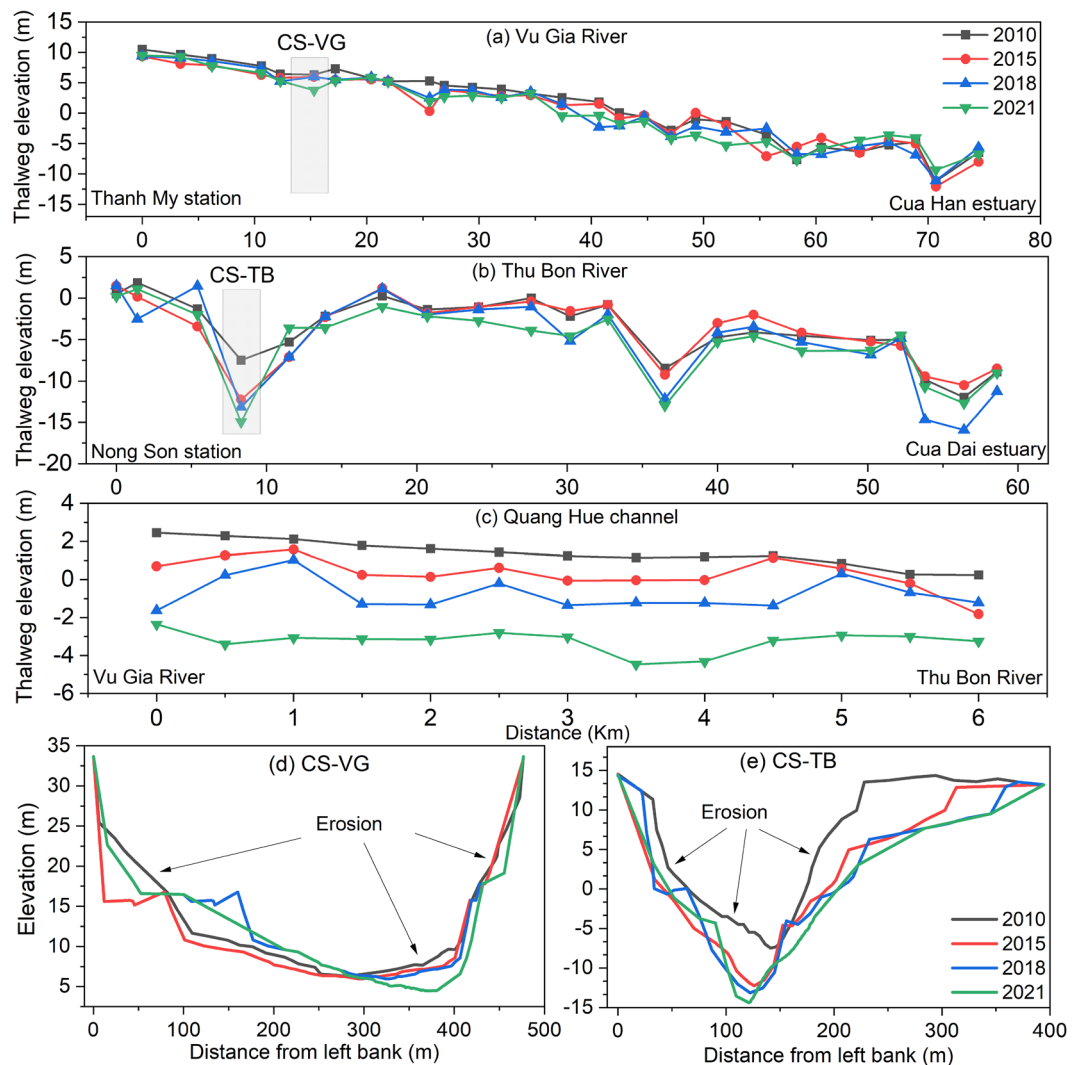 Thalweg elevation (m)
15
10
5
0
-5
-10
-15
CS-VG
(a) Vu Gia River
2010
2015
2018
2021
Thanh My station
Cua Han estuary
0 10 20 30 40 50 60 70 80
Thalweg elevation (m)
5
0
-5
-10
-15
-20
CS-TB
(b) Thu Bon River
Nong Son station
Cua Dai estuary
0 10 20 30 40 50 60
Thalweg elevation (m)
4
2
0
-2
-4
-6
(c) Quang Hue channel
Vu Gia River
Thu Bon River
0 1 2 3 4 5 6
Distance (Km)
Elevation (m)
35
30
25
20
15
10
5
(d) CS-VG
Erosion
0 100 200 300 400 500
Distance from left bank (m)
15
10
5
0
-5
-10
-15
(e) CS-TB
Erosion
2010
2015
2018
2021
0 100 200 300 400
Distance from left bank (m)